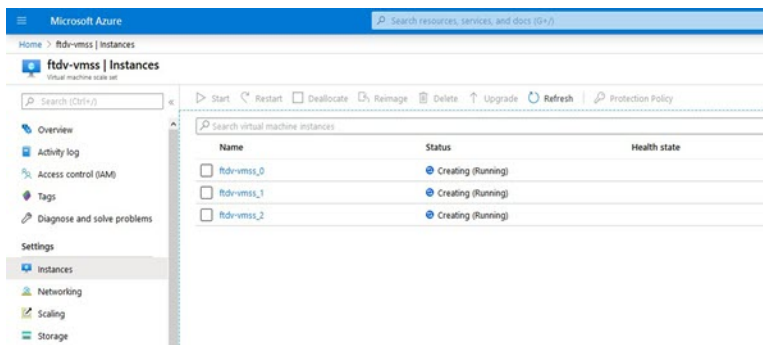 Microsoft Azure
Search resources, services, and docs (G+/)
Home > ftdv-vmss | Instances
ftdv-vmss | Instances
Virtual machine scale set
Search (Ctrl+/)
«
Start Restart Deallocate Reimage Delete Upgrade Refresh Protection Policy
Overview
Activity log
Access control (IAM)
Tags
Diagnose and solve problems
Settings
Instances
Networking
Scaling
Storage
Search virtual machine instances
Name Status Health state
ftdv-vmss_0 Creating (Running)
ftdv-vmss_1 Creating (Running)
ftdv-vmss_2 Creating (Running)